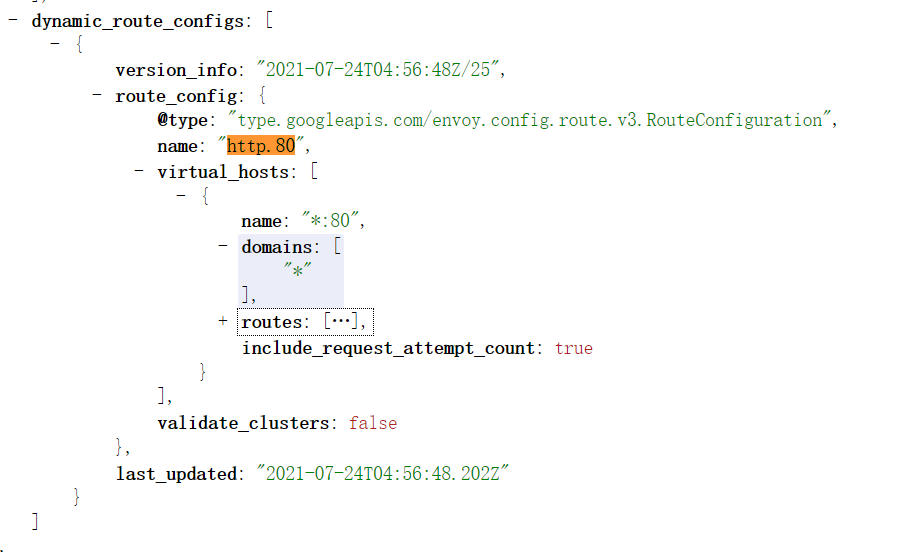 - dynamic_route_configs: [
- {
version_info: "2021-07-24T04:56:48Z/25",
- route_config: {
@type: "type.googleapis.com/envoy.config.route.v3.RouteConfiguration",
name: "http.80",
- virtual_hosts: [
- {
name: "*:80",
- domains: [
"*"
],
+ routes: […],
include_request_attempt_count: true
}
],
validate_clusters: false
},
last_updated: "2021-07-24T04:56:48.202Z"
}
]